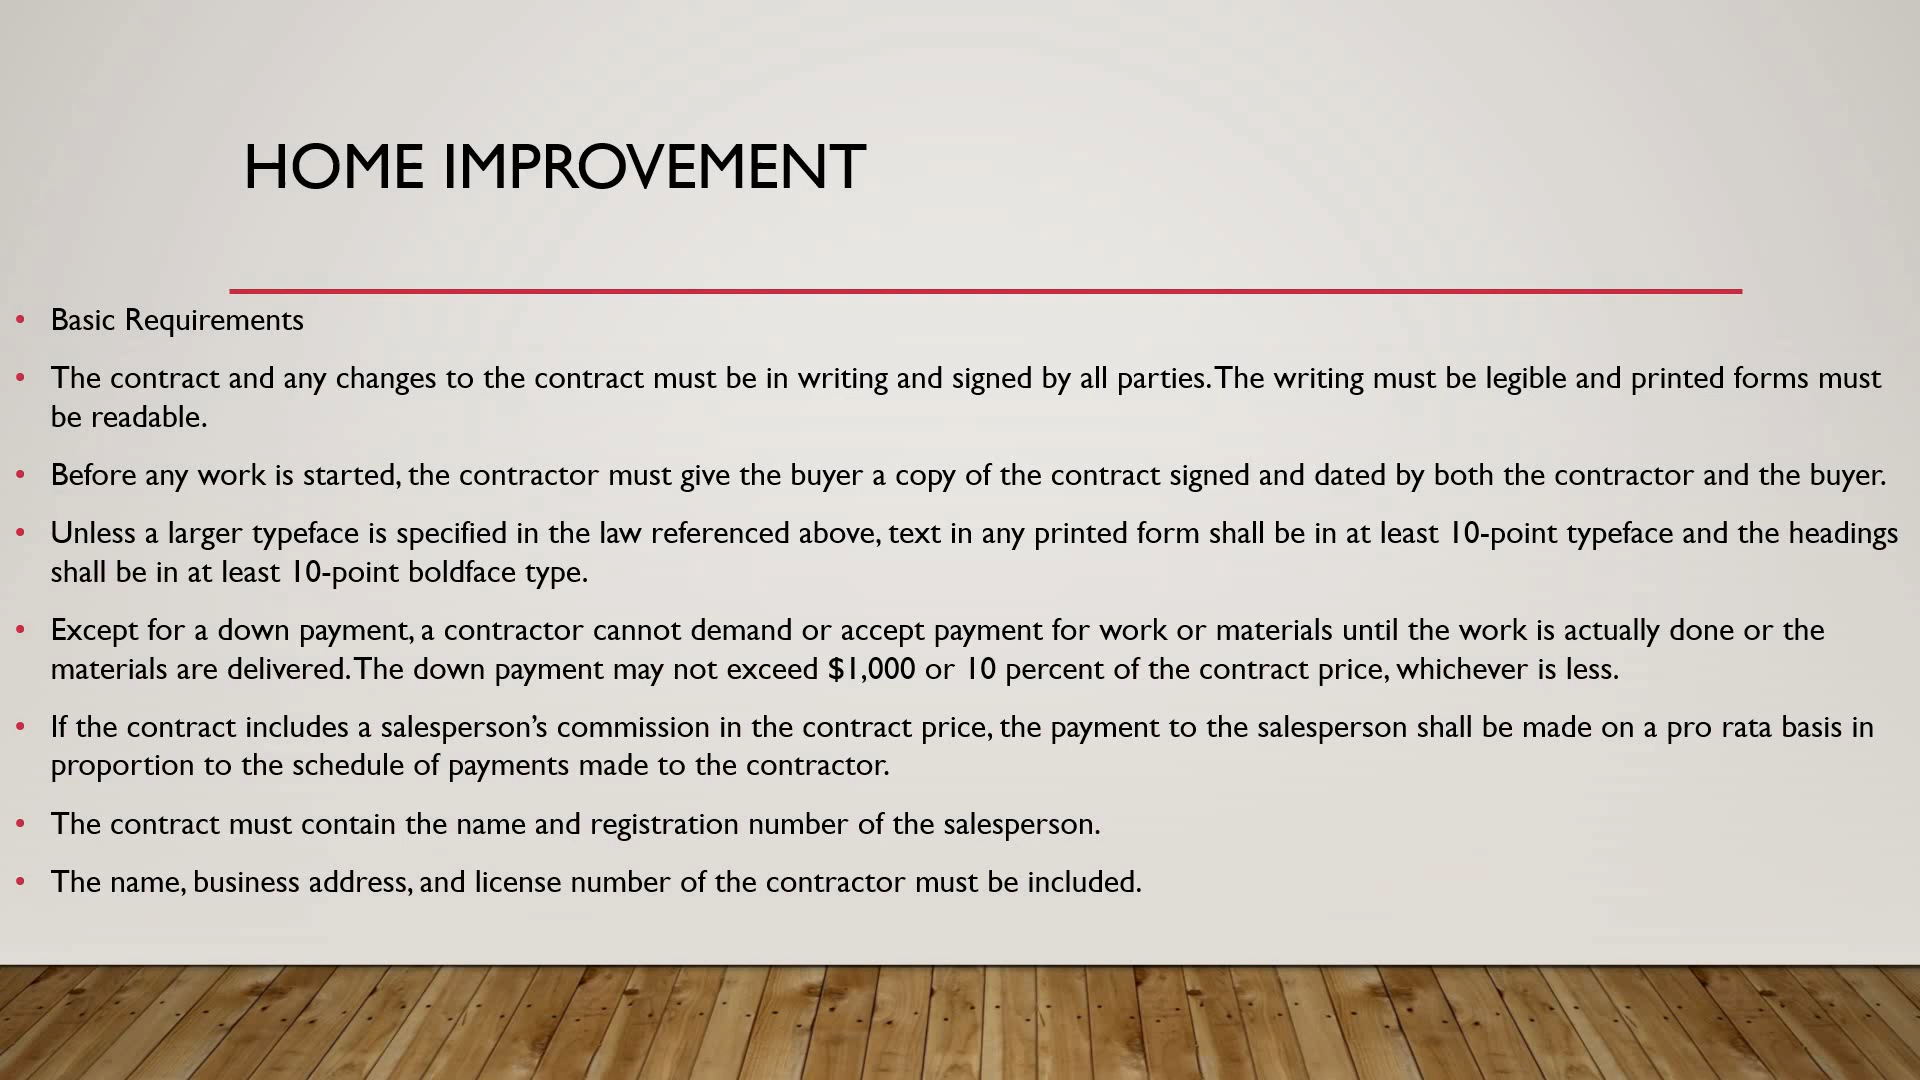 HOME IMPROVEMENT
• Basic Requirements
• The contract and any changes to the contract must be in writing and signed by all parties. The writing must be legible and printed forms must
be readable.
• Before any work is started, the contractor must give the buyer a copy of the contract signed and dated by both the contractor and the buyer.
• Unless a larger typeface is specified in the law referenced above, text in any printed form shall be in at least 10-point typeface and the headings
shall be in at least 10-point boldface type.
• Except for a down payment, a contractor cannot demand or accept payment for work or materials until the work is actually done or the
materials are delivered. The down payment may not exceed $1,000 or 10 percent of the contract price, whichever is less.
• If the contract includes a salesperson’s commission in the contract price, the payment to the salesperson shall be made on a pro rata basis in
proportion to the schedule of payments made to the contractor.
• The contract must contain the name and registration number of the salesperson.
• The name, business address, and license number of the contractor must be included.